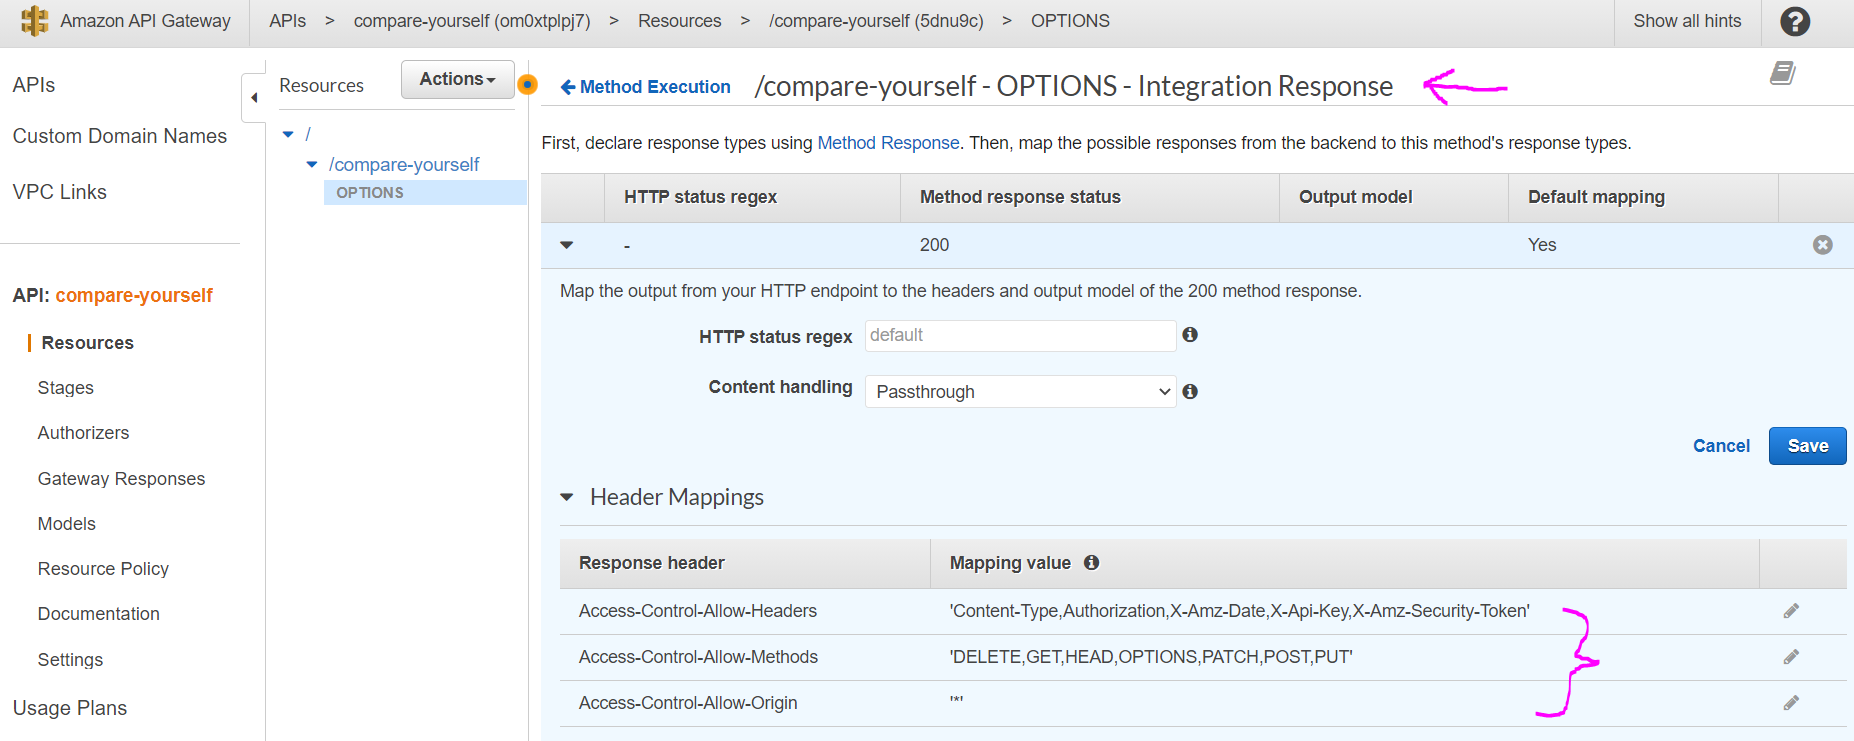 Amazon API Gateway APIs > compare-yourself (om0xtplpj7) > Resources > /compare-yourself (5dnu9c) > OPTIONS Show all hints ?
APIs
Custom Domain Names
VPC Links
API: compare-yourself
Resources
Stages
Authorizers
Gateway Responses
Models
Resource Policy
Documentation
Settings
Usage Plans
Resources Actions
/
/compare-yourself
OPTIONS
Method Execution /compare-yourself - OPTIONS - Integration Response
First, declare response types using Method Response. Then, map the possible responses from the backend to this method's response types.
HTTP status regex Method response status Output model Default mapping
- 200 Yes
Map the output from your HTTP endpoint to the headers and output model of the 200 method response.
HTTP status regex default
Content handling Passthrough
Cancel Save
Header Mappings
Response header Mapping value
Access-Control-Allow-Headers 'Content-Type,Authorization,X-Amz-Date,X-Api-Key,X-Amz-Security-Token'
Access-Control-Allow-Methods 'DELETE,GET,HEAD,OPTIONS,PATCH,POST,PUT'
Access-Control-Allow-Origin '*'